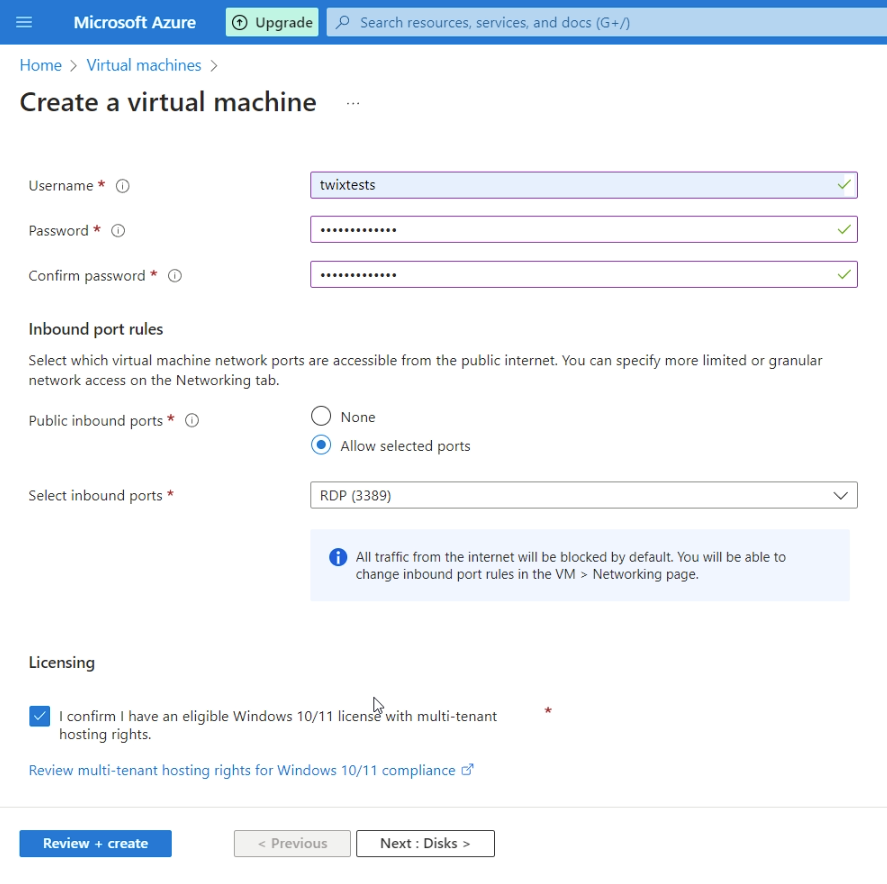 Microsoft Azure
Upgrade
Search resources, services, and docs (G+/)
Home > Virtual machines >
Create a virtual machine ...
Username *
twixtests
Password *
•••••••••••••
Confirm password *
•••••••••••••
Inbound port rules
Select which virtual machine network ports are accessible from the public internet. You can specify more limited or granular
network access on the Networking tab.
Public inbound ports *
None
Allow selected ports
Select inbound ports *
RDP (3389)
All traffic from the internet will be blocked by default. You will be able to
change inbound port rules in the VM > Networking page.
Licensing
I confirm I have an eligible Windows 10/11 license with multi-tenant *
hosting rights.
Review multi-tenant hosting rights for Windows 10/11 compliance
Review + create
< Previous
Next : Disks >